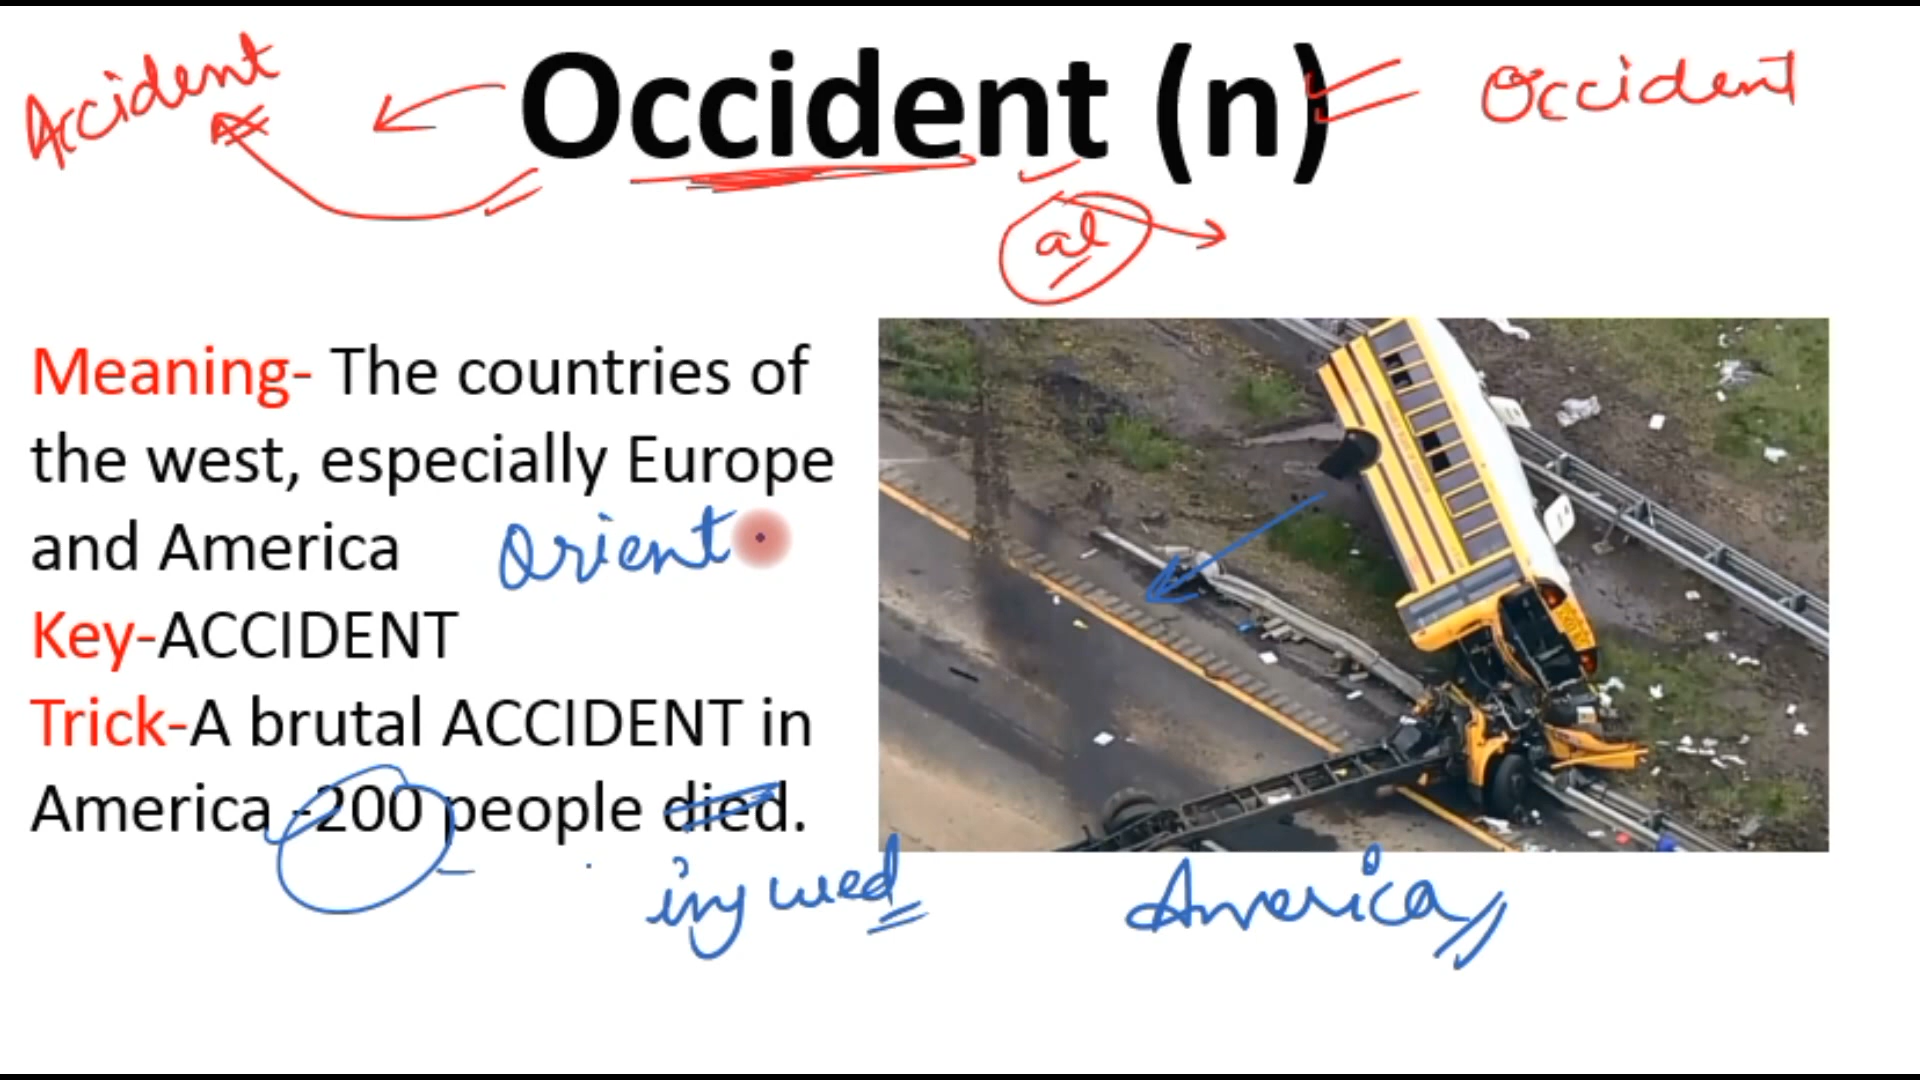 Accident
Occident (n)
Occident
al
Meaning- The countries of
the west, especially Europe
and America
Orient
Key-ACCIDENT
Trick-A brutal ACCIDENT in
America -200 people died.
injured
America